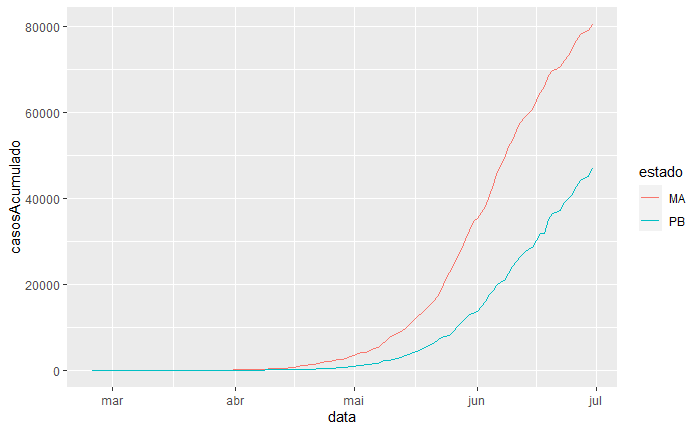 80000
60000
40000
20000
0
casosAcumulado
mar abr mai jun jul
data
estado
MA
PB